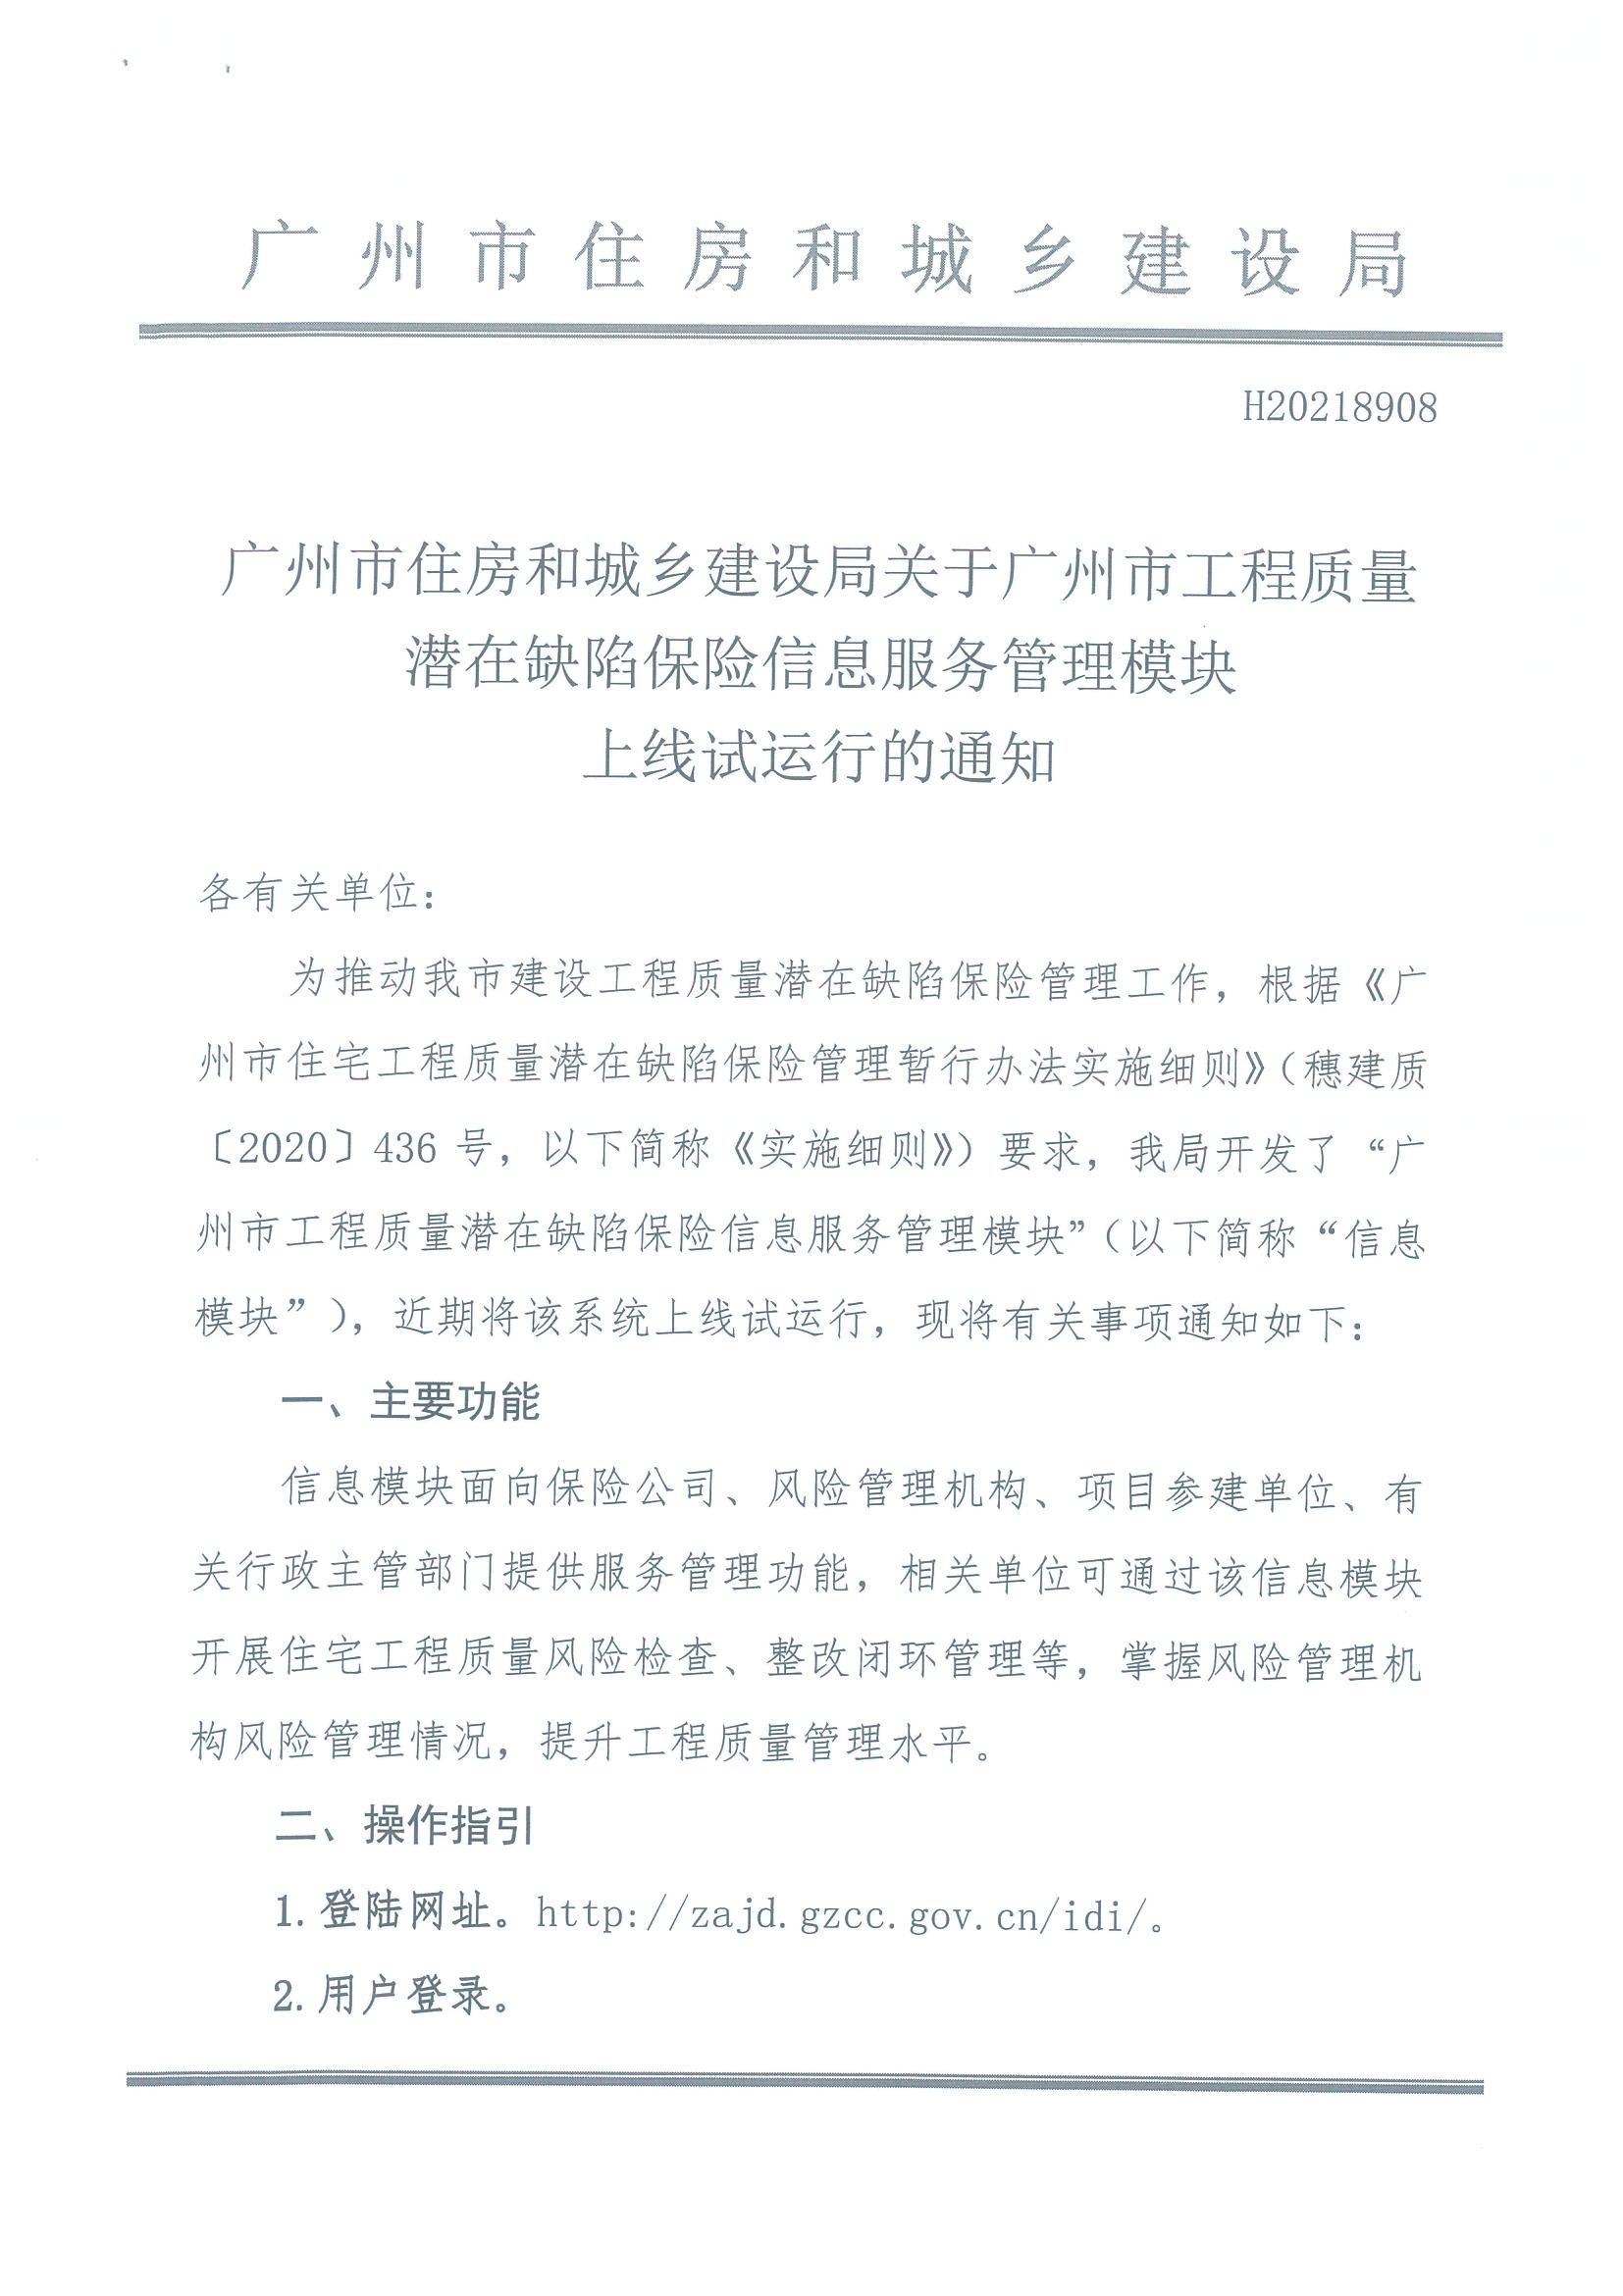 广州市住房和城乡建设局
H20218908
广州市住房和城乡建设局关于广州市工程质量
潜在缺陷保险信息服务管理模块
上线试运行的通知
各有关单位：
为推动我市建设工程质量潜在缺陷保险管理工作，根据《广
州市住宅工程质量潜在缺陷保险管理暂行办法实施细则》（穗建质
〔2020〕436 号，以下简称《实施细则》）要求，我局开发了“广
州市工程质量潜在缺陷保险信息服务管理模块”（以下简称“信息
模块”），近期将该系统上线试运行，现将有关事项通知如下：
一、主要功能
信息模块面向保险公司、风险管理机构、项目参建单位、有
关行政主管部门提供服务管理功能，相关单位可通过该信息模块
开展住宅工程质量风险检查、整改闭环管理等，掌握风险管理机
构风险管理情况，提升工程质量管理水平。
二、操作指引
1.登陆网址。http://zajd.gzcc.gov.cn/idi/。
2.用户登录。